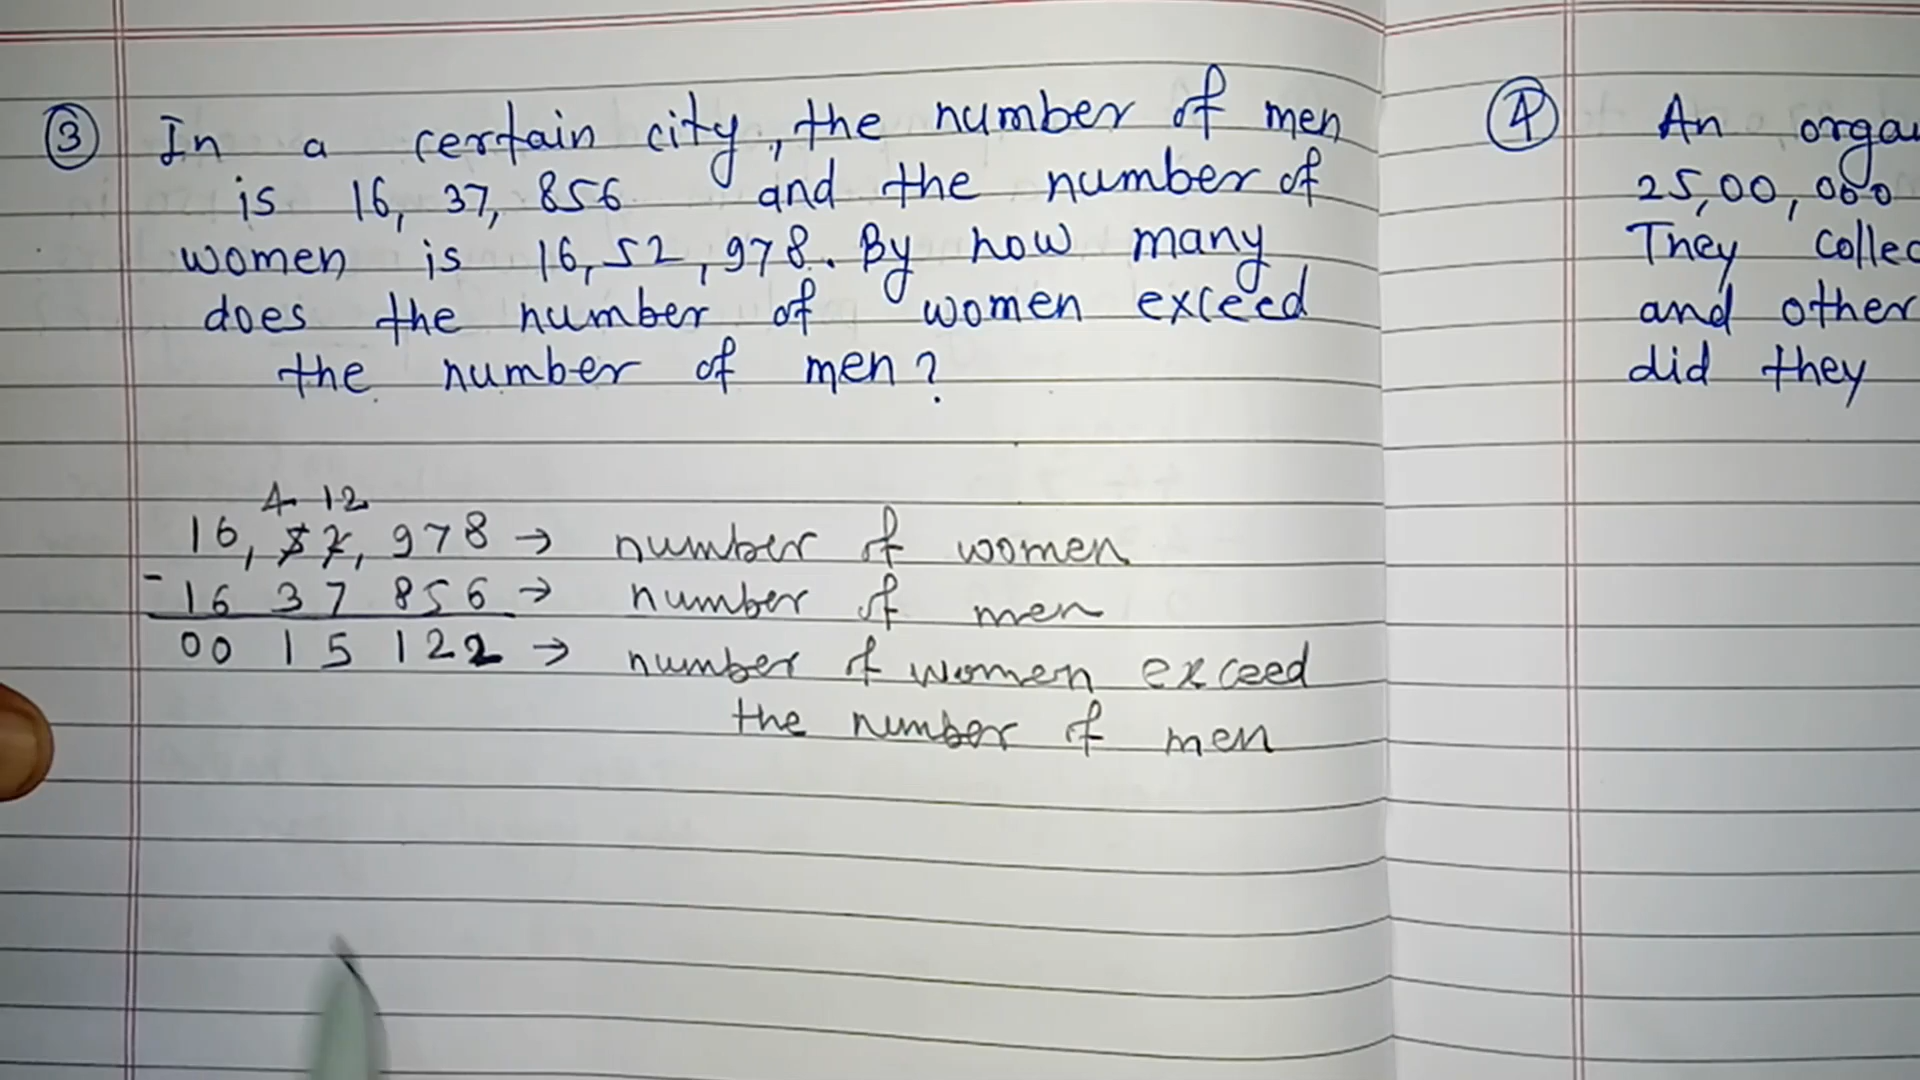 3 In a certain city, the number of men
is 16, 37, 856 and the number of
women is 16, 52, 978. By how many
does the number of women exceed
the number of men?
4 12
16, 52, 978 → number of women
- 16 37 856 → number of men
00 15 122 → number of women exceed
the number of men
4 An
25,00,000
They
and other
did they